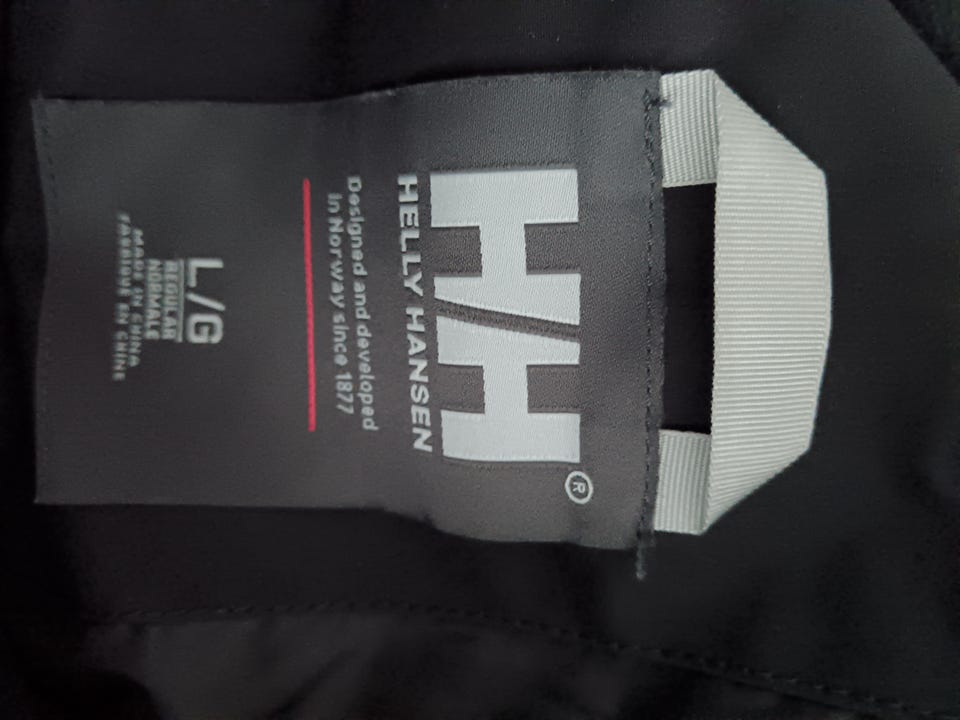 HH®
HELLY HANSEN
Designed and developed
in Norway since 1877
L/G
REGULAR
NORMALE
MADE IN CHINA
FABRIQUÉ EN CHINE